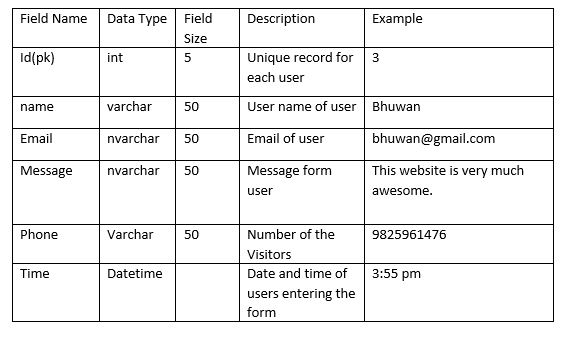 Field Name Data Type Field Size Description Example
Id(pk) int 5 Unique record for each user 3
name varchar 50 User name of user Bhuwan
Email nvarchar 50 Email of user bhuwan@gmail.com
Message nvarchar 50 Message form user This website is very much awesome.
Phone Varchar 50 Number of the Visitors 9825961476
Time Datetime Date and time of users entering the form 3:55 pm